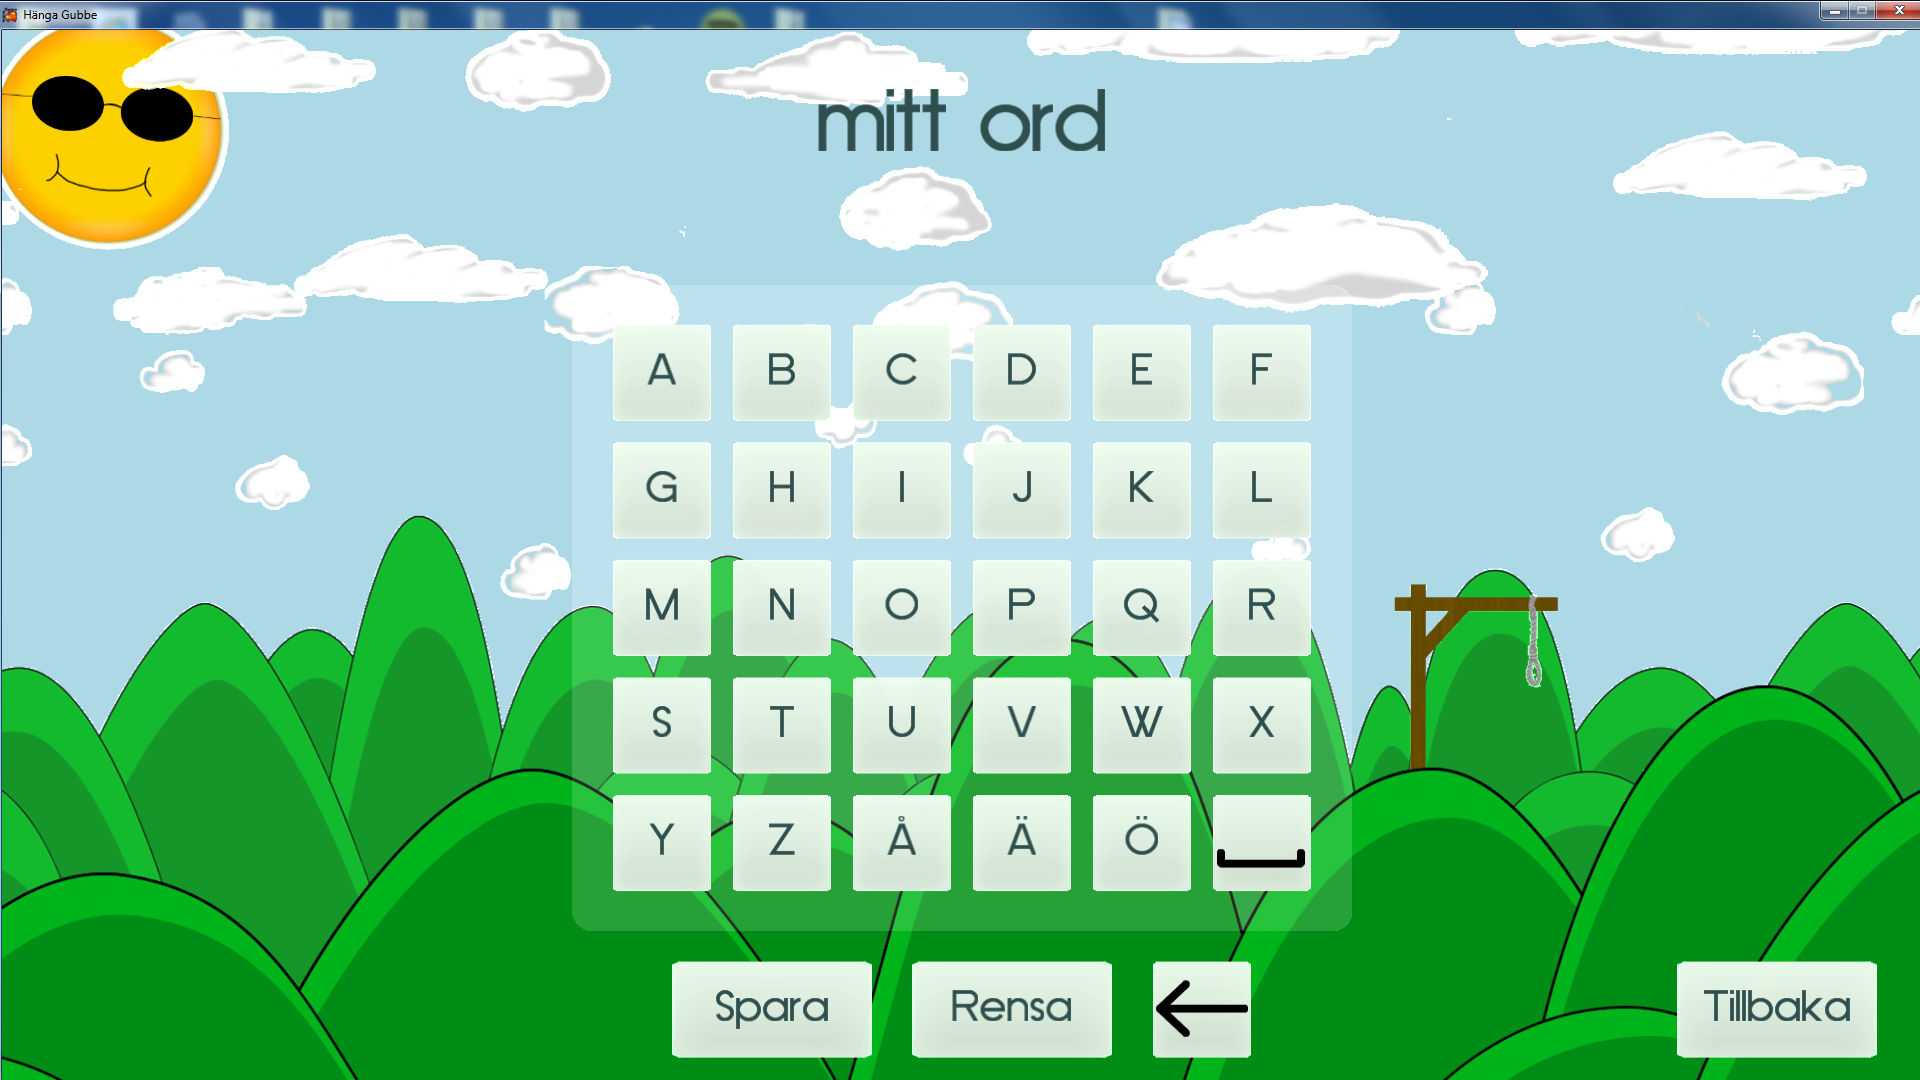 Hänga Gubbe
mitt ord
A B C D E F
G H I J K L
M N O P Q R
S T U V W X
Y Z Å Ä Ö
Spara Rensa Tillbaka